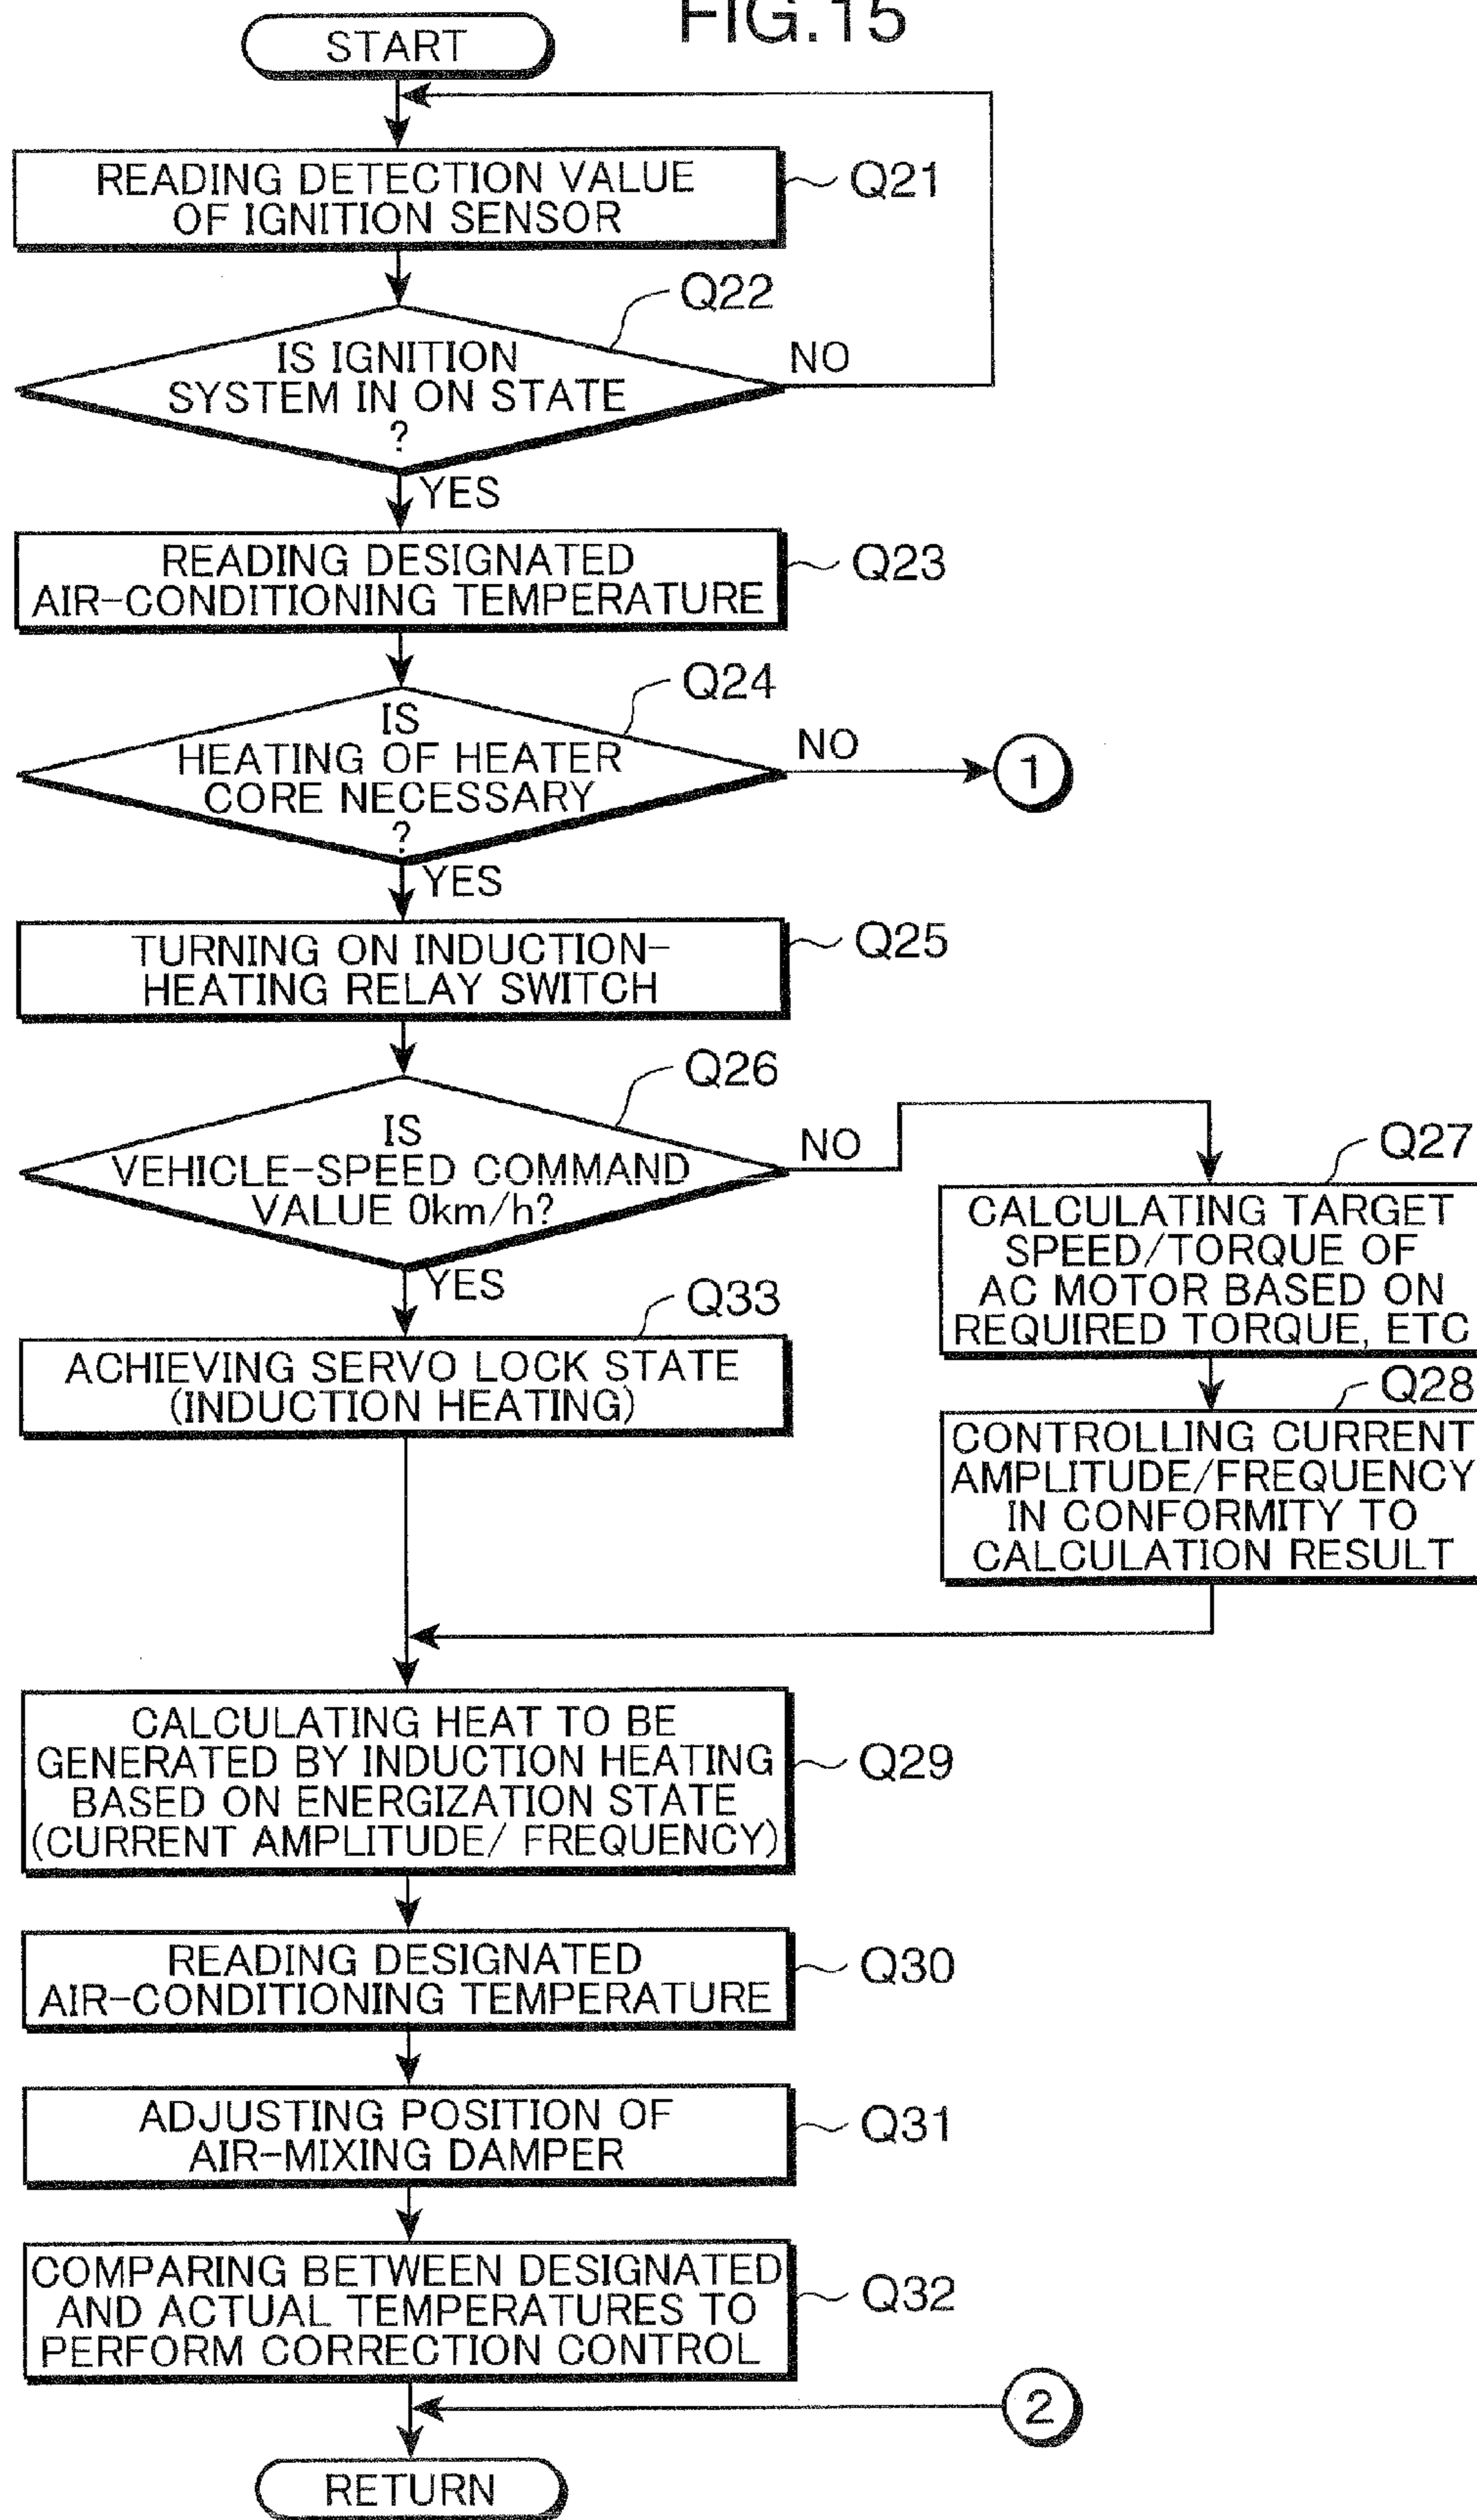 FIG.15
START
READING DETECTION VALUE
OF IGNITION SENSOR
Q21
Q22
IS IGNITION
SYSTEM IN ON STATE
?
NO
YES
READING DESIGNATED
AIR-CONDITIONING TEMPERATURE
Q23
Q24
IS
HEATING OF HEATER
CORE NECESSARY
?
NO
1
YES
TURNING ON INDUCTION-
HEATING RELAY SWITCH
Q25
Q26
IS
VEHICLE-SPEED COMMAND
VALUE 0km/h?
NO
YES
Q27
CALCULATING TARGET
SPEED/TORQUE OF
AC MOTOR BASED ON
REQUIRED TORQUE, ETC
Q33
ACHIEVING SERVO LOCK STATE
(INDUCTION HEATING)
Q28
CONTROLLING CURRENT
AMPLITUDE/FREQUENCY
IN CONFORMITY TO
CALCULATION RESULT
CALCULATING HEAT TO BE
GENERATED BY INDUCTION HEATING
BASED ON ENERGIZATION STATE
(CURRENT AMPLITUDE/ FREQUENCY)
Q29
READING DESIGNATED
AIR-CONDITIONING TEMPERATURE
Q30
ADJUSTING POSITION OF
AIR-MIXING DAMPER
Q31
COMPARING BETWEEN DESIGNATED
AND ACTUAL TEMPERATURES TO
PERFORM CORRECTION CONTROL
Q32
2
RETURN